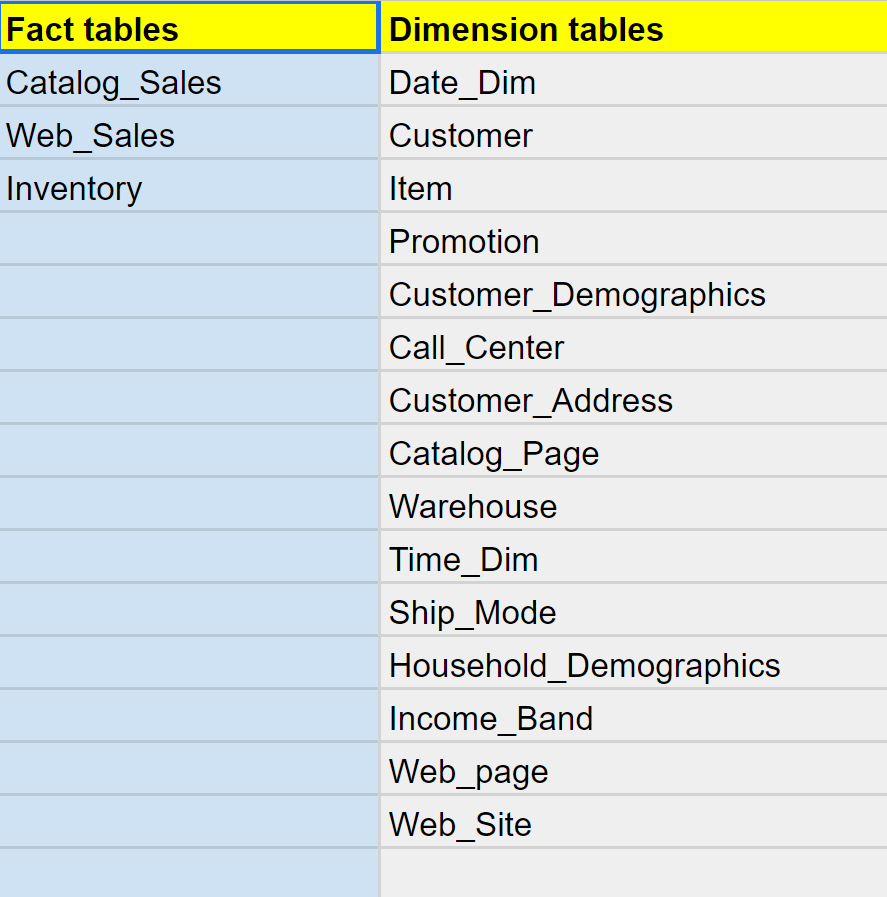 Fact tables Dimension tables
Catalog_Sales Date_Dim
Web_Sales Customer
Inventory Item
Promotion
Customer_Demographics
Call_Center
Customer_Address
Catalog_Page
Warehouse
Time_Dim
Ship_Mode
Household_Demographics
Income_Band
Web_page
Web_Site